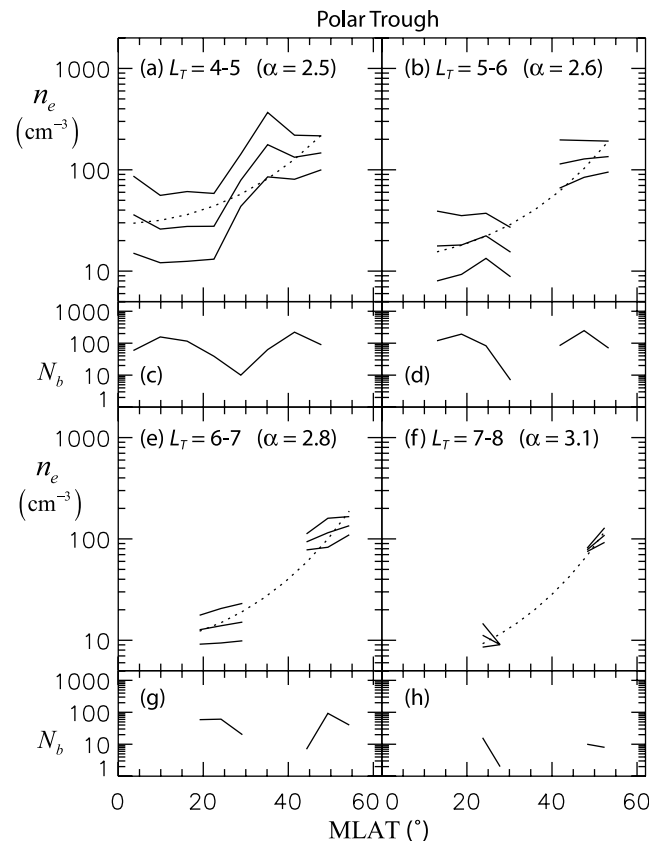 Polar Trough
(a) L_T = 4-5 (α = 2.5)
(b) L_T = 5-6 (α = 2.6)
1000
n_e
(cm⁻³)
100
10
1000
100
N_b
10
1
(c)
(d)
(e) L_T = 6-7 (α = 2.8)
(f) L_T = 7-8 (α = 3.1)
1000
n_e
(cm⁻³)
100
10
1000
(g)
(h)
100
N_b
10
1
0 20 40 60 0 20 40 60
MLAT (°)